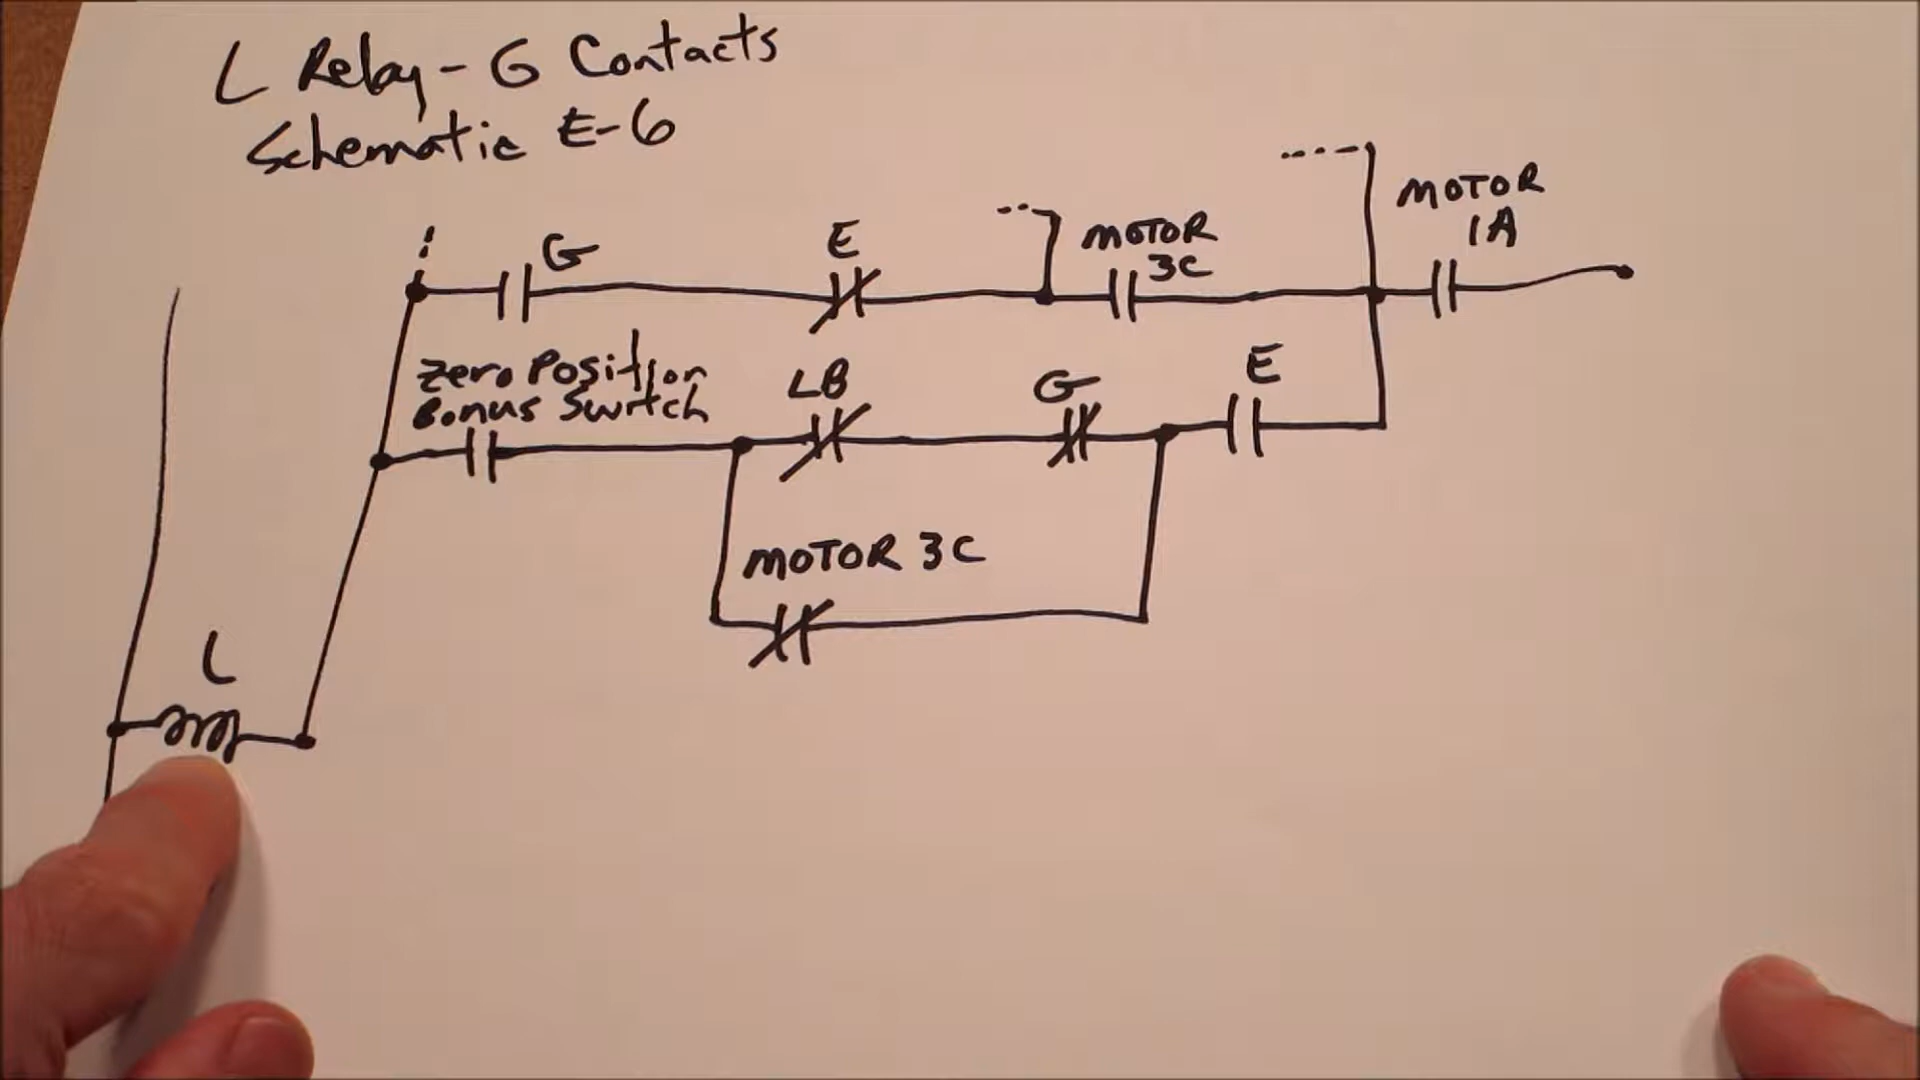 L Relay - G Contacts
Schematic E-6
MOTOR
1A
G
E
MOTOR
3C
Zero Position
Bonus Switch
LB
G
E
MOTOR 3C
L